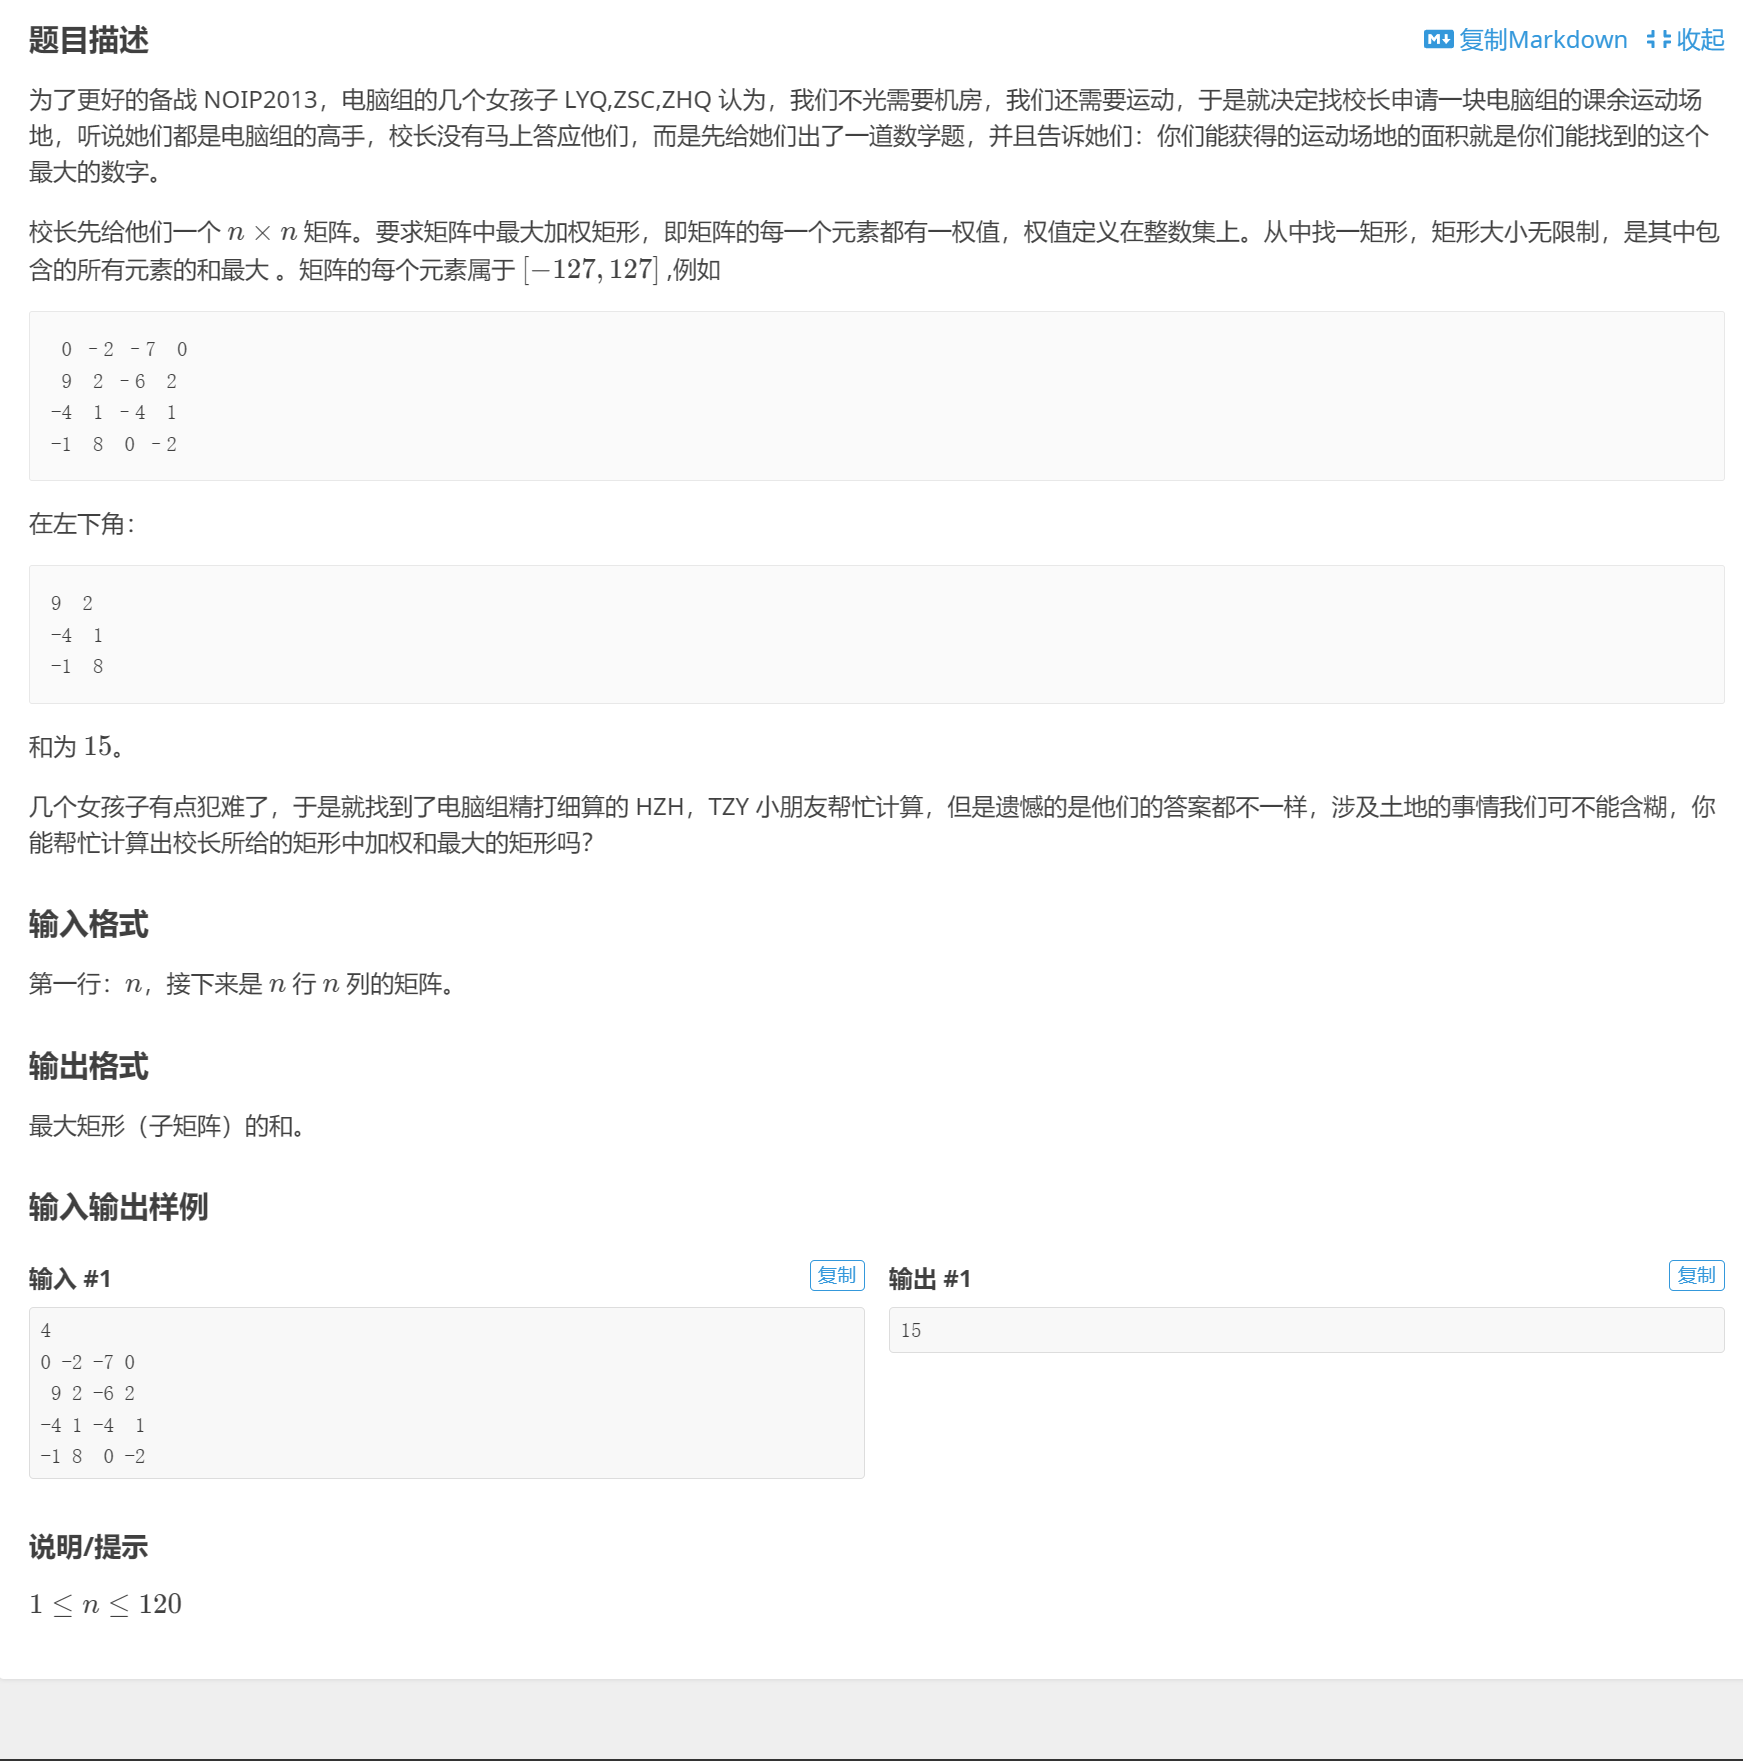 题目描述
复制Markdown 收起
为了更好的备战 NOIP2013，电脑组的几个女孩子 LYQ,ZSC,ZHQ 认为，我们不光需要机房，我们还需要运动，于是就决定找校长申请一块电脑组的课余运动场
地，听说她们都是电脑组的高手，校长没有马上答应他们，而是先给她们出了一道数学题，并且告诉她们：你们能获得的运动场地的面积就是你们能找到的这个
最大的数字。
校长先给他们一个 n × n 矩阵。要求矩阵中最大加权矩形，即矩阵的每一个元素都有一权值，权值定义在整数集上。从中找一矩形，矩形大小无限制，是其中包
含的所有元素的和最大 。矩阵的每个元素属于 [−127, 127] ,例如
0 -2 -7 0
9 2 -6 2
-4 1 -4 1
-1 8 0 -2
在左下角：
9 2
-4 1
-1 8
和为 15。
几个女孩子有点犯难了，于是就找到了电脑组精打细算的 HZH，TZY 小朋友帮忙计算，但是遗憾的是他们的答案都不一样，涉及土地的事情我们可不能含糊，你
能帮忙计算出校长所给的矩形中加权和最大的矩形吗？
输入格式
第一行：n，接下来是 n 行 n 列的矩阵。
输出格式
最大矩形（子矩阵）的和。
输入输出样例
输入 #1
复制
4
0 -2 -7 0
9 2 -6 2
-4 1 -4 1
-1 8 0 -2
输出 #1
复制
15
说明/提示
1 ≤ n ≤ 120